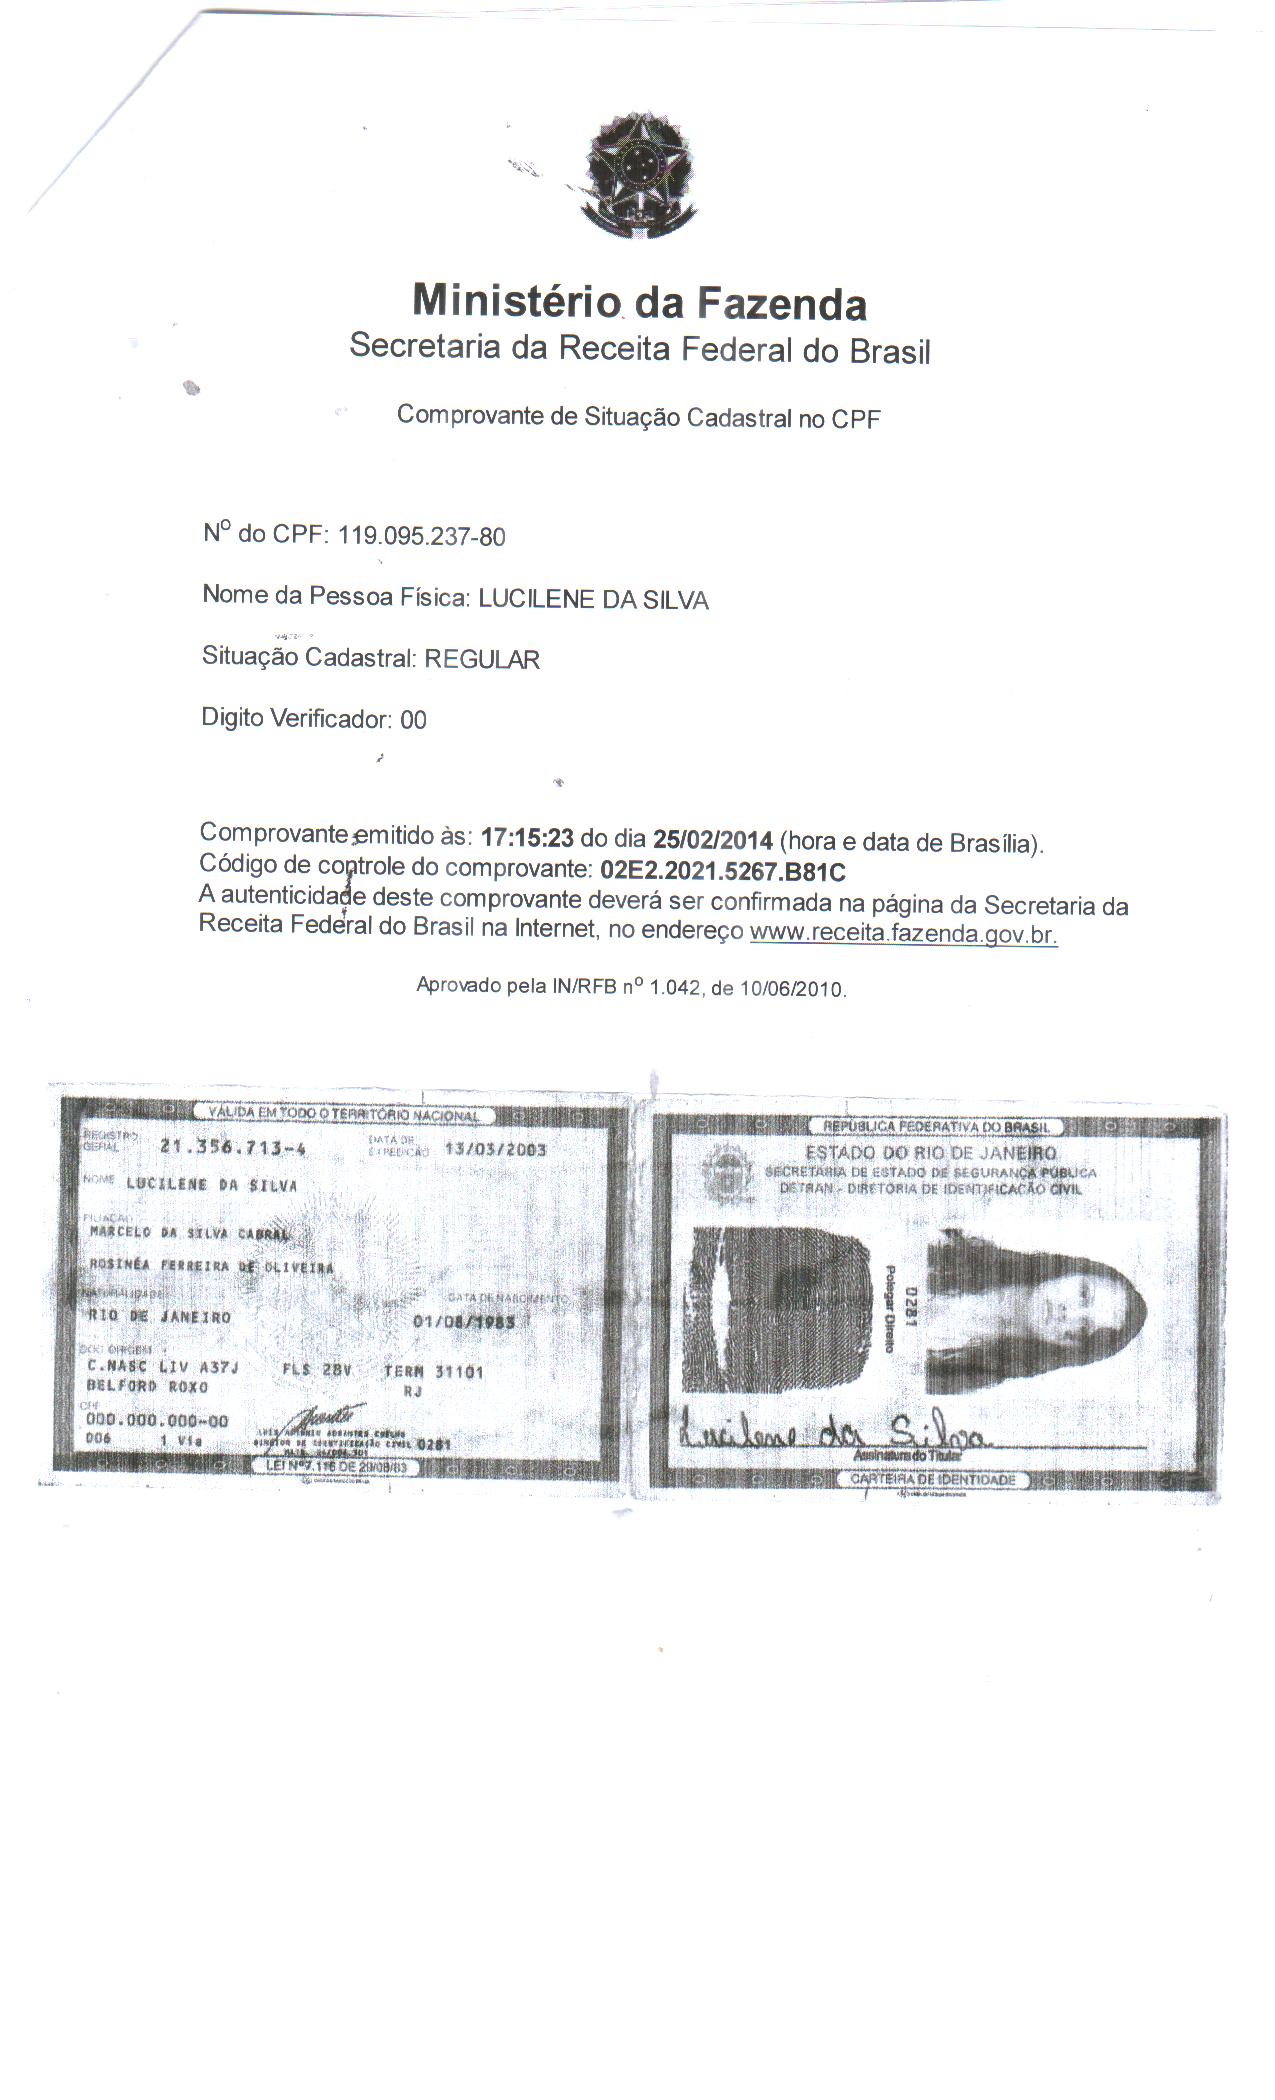 Ministério da Fazenda
Secretaria da Receita Federal do Brasil
Comprovante de Situação Cadastral no CPF
Nº do CPF: 119.095.237-80
Nome da Pessoa Física: LUCILENE DA SILVA
Situação Cadastral: REGULAR
Digito Verificador: 00
Comprovante emitido às: 17:15:23 do dia 25/02/2014 (hora e data de Brasília).
Código de controle do comprovante: 02E2.2021.5267.B81C
A autenticidade deste comprovante deverá ser confirmada na página da Secretaria da
Receita Federal do Brasil na Internet, no endereço www.receita.fazenda.gov.br.
Aprovado pela IN/RFB nº 1.042, de 10/06/2010.
VÁLIDA EM TODO O TERRITÓRIO NACIONAL
REGISTRO GERAL 21.356.713-4 DATA DE EXPEDIÇÃO 13/03/2003
NOME LUCILENE DA SILVA
FILIAÇÃO
MARCELO DA SILVA CABRAL
ROSINÉA FERREIRA DE OLIVEIRA
NATURALIDADE DATA DE NASCIMENTO
RIO DE JANEIRO 01/08/1983
DOC ORIGEM
C.NASC LIV A37J FLS 28V TERM 31101
BELFORD ROXO RJ
CPF
000.000.000-00
006 1 Via
0281
LEI Nº 7.116 DE 29/08/83
REPÚBLICA FEDERATIVA DO BRASIL
ESTADO DO RIO DE JANEIRO
SECRETARIA DE ESTADO DE SEGURANÇA PÚBLICA
DETRAN - DIRETORIA DE IDENTIFICAÇÃO CIVIL
Polegar Direito
0281
Lucilene da Silva
Assinatura do Titular
CARTEIRA DE IDENTIDADE